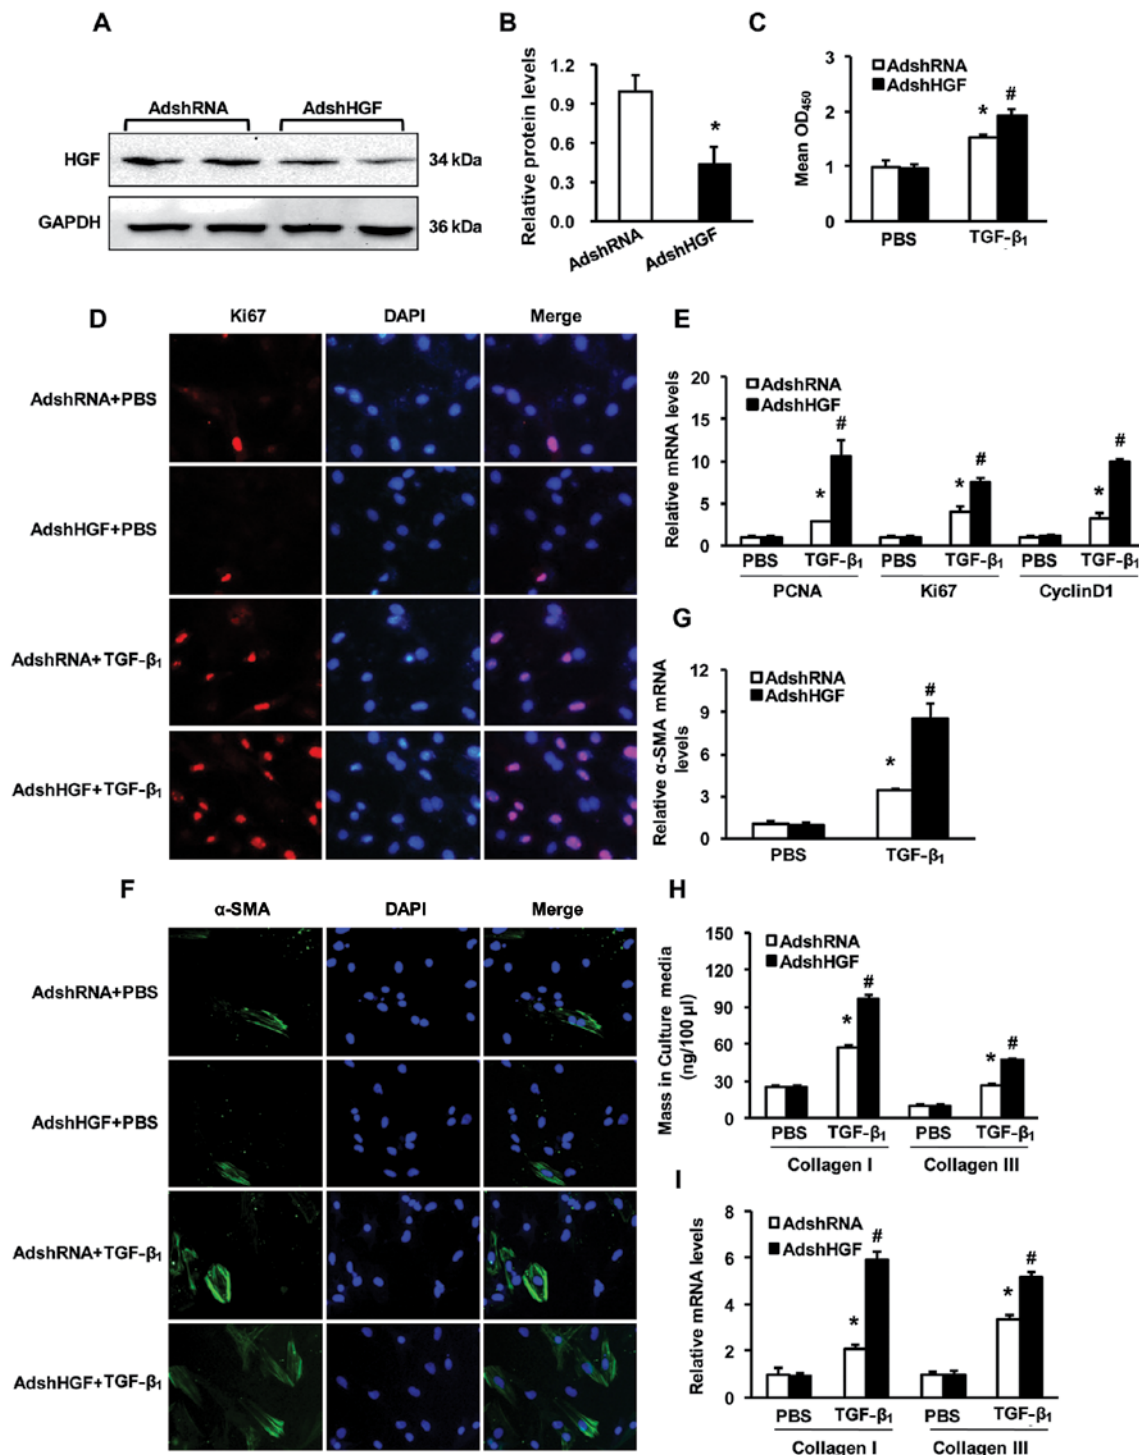 A
AdshRNA AdshHGF
HGF 34 kDa
GAPDH 36 kDa
B
Relative protein levels
1.2
0.9
0.6
0.3
0.0
*
AdshRNA AdshHGF
C
Mean OD450
3
2
1
0
AdshRNA
AdshHGF
* #
PBS TGF-β1
D
Ki67 DAPI Merge
AdshRNA+PBS
AdshHGF+PBS
AdshRNA+TGF-β1
AdshHGF+TGF-β1
E
Relative mRNA levels
20
15
10
5
0
AdshRNA
AdshHGF
* # * # * #
PBS TGF-β1 PBS TGF-β1 PBS TGF-β1
PCNA Ki67 CyclinD1
G
Relative α-SMA mRNA
levels
12
9
6
3
0
AdshRNA
AdshHGF
* #
PBS TGF-β1
F
α-SMA DAPI Merge
AdshRNA+PBS
AdshHGF+PBS
AdshRNA+TGF-β1
AdshHGF+TGF-β1
H
Mass in Culture media
(ng/100 μl)
150
120
90
60
30
0
AdshRNA
AdshHGF
* # * #
PBS TGF-β1 PBS TGF-β1
Collagen I Collagen III
I
Relative mRNA levels
8
6
4
2
0
AdshRNA
AdshHGF
* # * #
PBS TGF-β1 PBS TGF-β1
Collagen I Collagen III